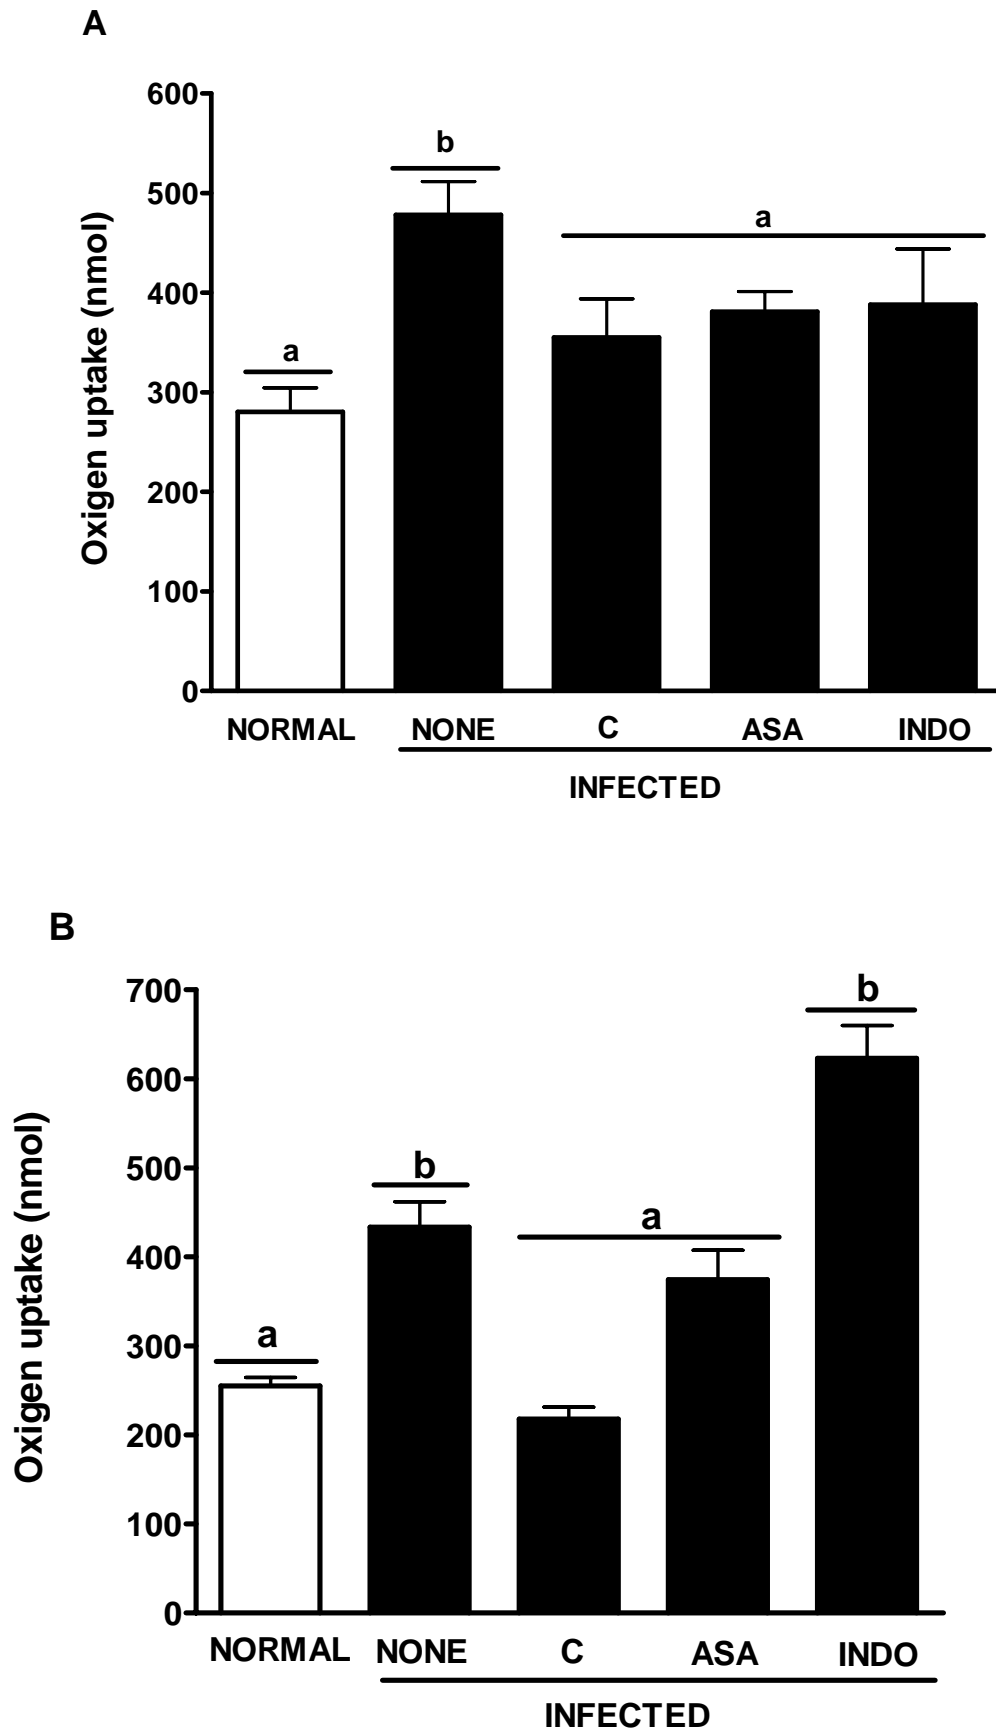 A
600
b
500
a
400
a
300
200
100
0
Oxigen uptake (nmol)
NORMAL NONE C ASA INDO
INFECTED
B
700
b
600
500
b
a
400
300
a
200
100
0
Oxigen uptake (nmol)
NORMAL NONE C ASA INDO
INFECTED